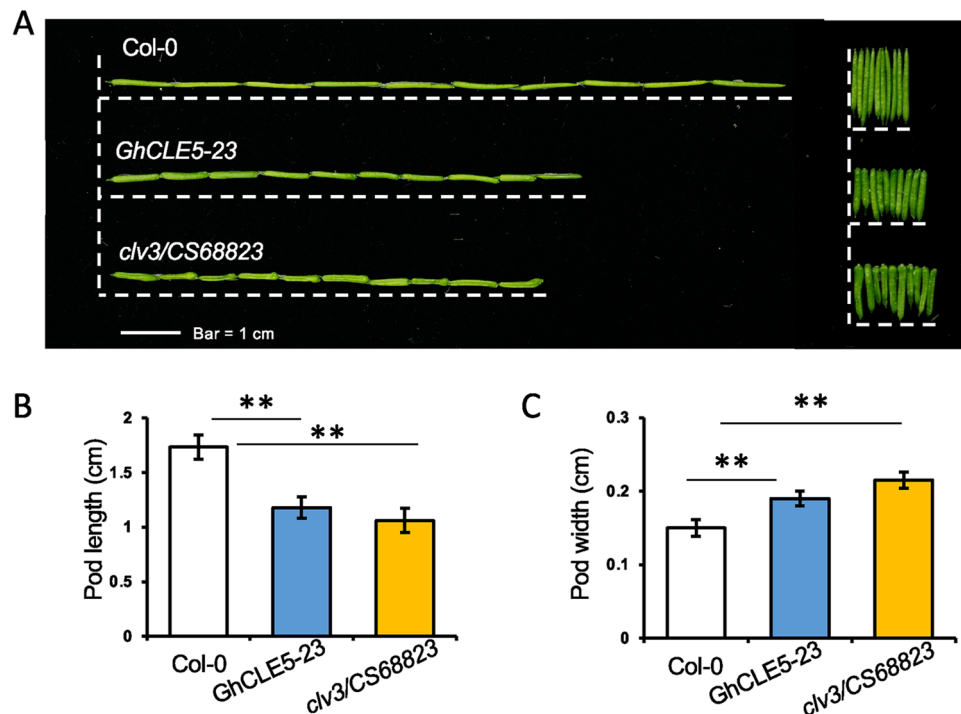 A
Col-0
GhCLE5-23
clv3/CS68823
Bar = 1 cm
B
**
**
Pod length (cm)
2
1.5
1
0.5
0
Col-0
GhCLE5-23
clv3/CS68823
C
**
**
Pod width (cm)
0.3
0.2
0.1
0
Col-0
GhCLE5-23
clv3/CS68823